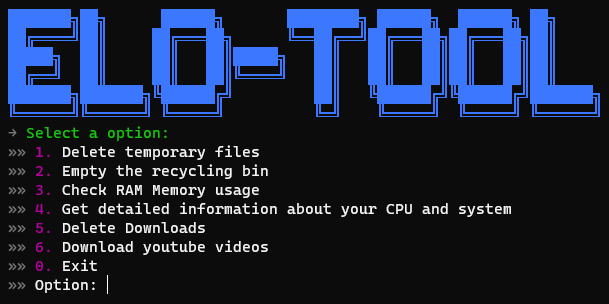 ELO-TOOL
→ Select a option:
»» 1. Delete temporary files
»» 2. Empty the recycling bin
»» 3. Check RAM Memory usage
»» 4. Get detailed information about your CPU and system
»» 5. Delete Downloads
»» 6. Download youtube videos
»» 0. Exit
»» Option: